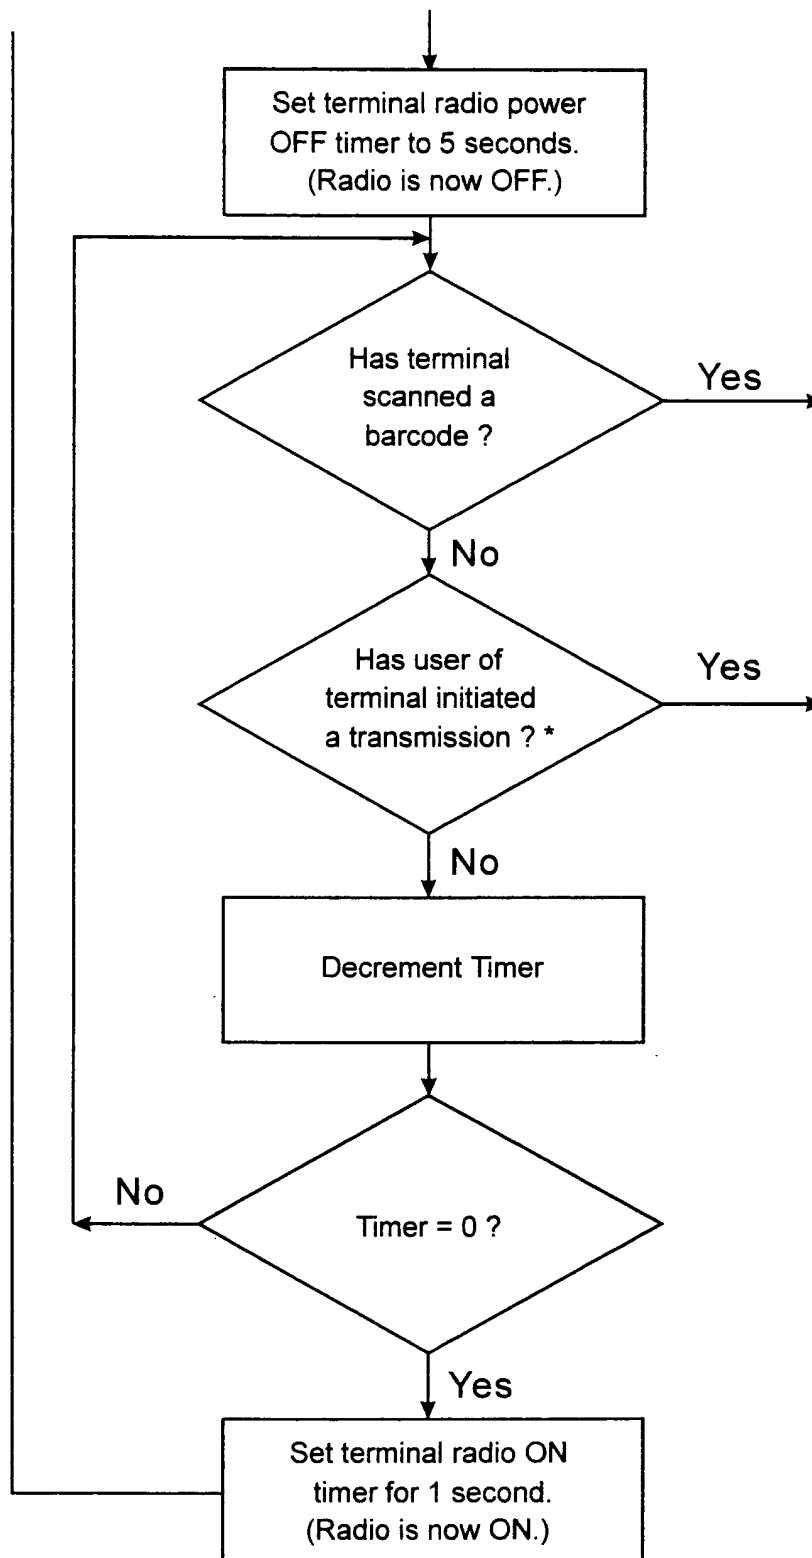 Set terminal radio power
OFF timer to 5 seconds.
(Radio is now OFF.)
Has terminal
scanned a
barcode ?
Yes
No
Has user of
terminal initiated
a transmission ? *
Yes
No
Decrement Timer
Timer = 0 ?
No
Yes
Set terminal radio ON
timer for 1 second.
(Radio is now ON.)